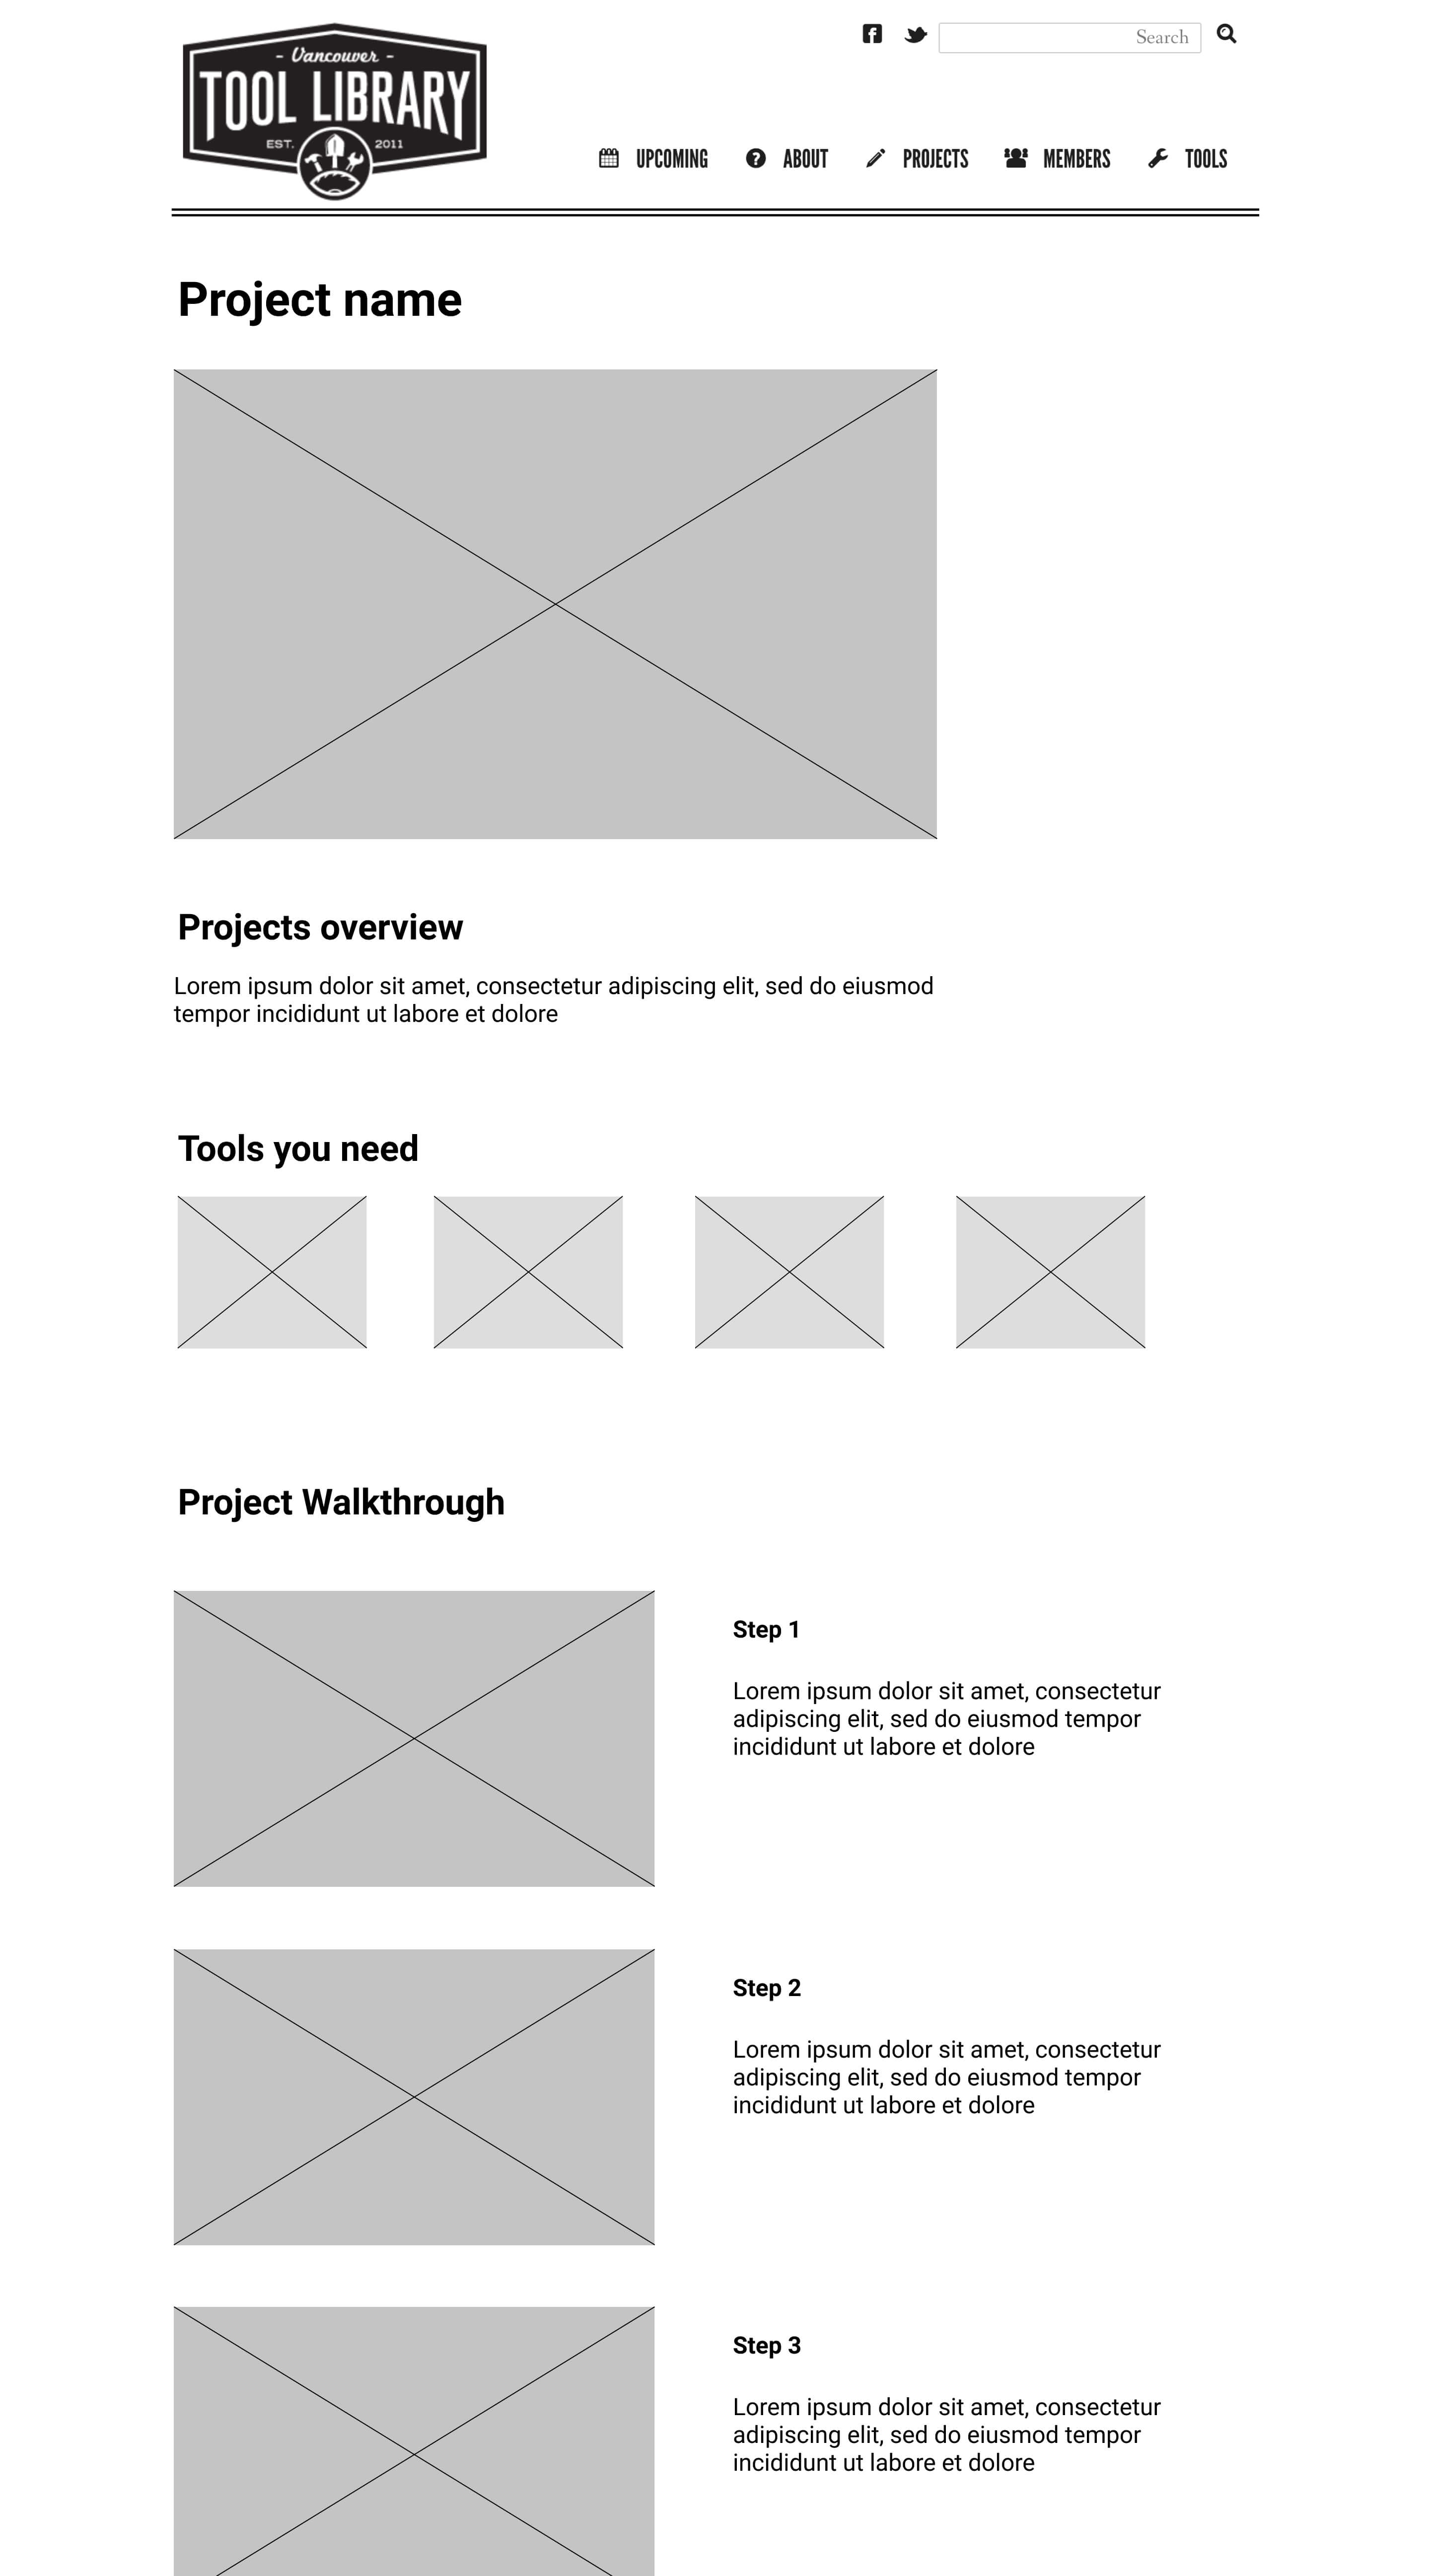 - Vancouver -
TOOL LIBRARY
EST. 2011
Search
UPCOMING ABOUT PROJECTS MEMBERS TOOLS
Project name
Projects overview
Lorem ipsum dolor sit amet, consectetur adipiscing elit, sed do eiusmod
tempor incididunt ut labore et dolore
Tools you need
Project Walkthrough
Step 1
Lorem ipsum dolor sit amet, consectetur
adipiscing elit, sed do eiusmod tempor
incididunt ut labore et dolore
Step 2
Lorem ipsum dolor sit amet, consectetur
adipiscing elit, sed do eiusmod tempor
incididunt ut labore et dolore
Step 3
Lorem ipsum dolor sit amet, consectetur
adipiscing elit, sed do eiusmod tempor
incididunt ut labore et dolore